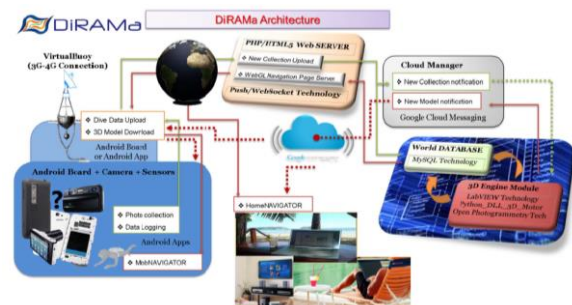 DiRAMa
DiRAMa Architecture
VirtualBuoy
(3G-4G Connection)
PHP/HTML5 Web SERVER
New Collection Upload
WebGL Navigation Page Server
Push/WebSocket Technology
Cloud Manager
New Collection notification
New Model notification
Google Cloud Messaging
Dive Data Upload
3D Model Download
Android Board
or Android App
World DATABASE
MySQL Technology
Android Board + Camera + Sensors
?
Photo collection
Data Logging
Android Apps
MobNAVIGATOR
HomeNAVIGATOR
3D Engine Module
LabVIEW Technology
Python_DLL_3D_Motor
Open Photogrammetry Tech